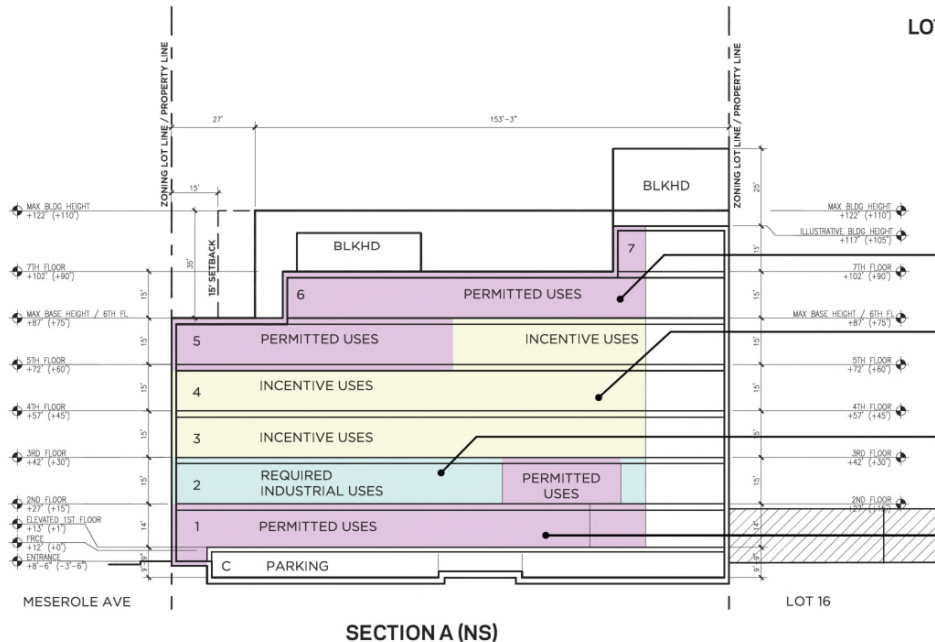 LOT
ZONING LOT LINE / PROPERTY LINE
ZONING LOT LINE / PROPERTY LINE
27'
153'-3"
15'
35'
15' SETBACK
BLKHD
BLKHD
25'
MAX BLDG HEIGHT
+122' (+110')
7TH FLOOR
+102' (+90')
MAX BASE HEIGHT / 6TH FL
+87' (+75')
5TH FLOOR
+72' (+60')
4TH FLOOR
+57' (+45')
3RD FLOOR
+42' (+30')
2ND FLOOR
+27' (+15')
ELEVATED 1ST FLOOR
+13' (+1')
FRCE
+12' (+0')
ENTRANCE
+8'-6" (-3'-6")
15'
15'
15'
15'
15'
14'
7
6 PERMITTED USES
5 PERMITTED USES INCENTIVE USES
4 INCENTIVE USES
3 INCENTIVE USES
2 REQUIRED
INDUSTRIAL USES
PERMITTED
USES
1 PERMITTED USES
C PARKING
MAX BLDG HEIGHT
+122' (+110')
ILLUSTRATIVE BLDG HEIGHT
+117' (+105')
7TH FLOOR
+102' (+90')
MAX BASE HEIGHT / 6TH FL
+87' (+75')
5TH FLOOR
+72' (+60')
4TH FLOOR
+57' (+45')
3RD FLOOR
+42' (+30')
2ND FLOOR
15'
15'
15'
15'
15'
15'
14'
MESEROLE AVE
LOT 16
SECTION A (NS)